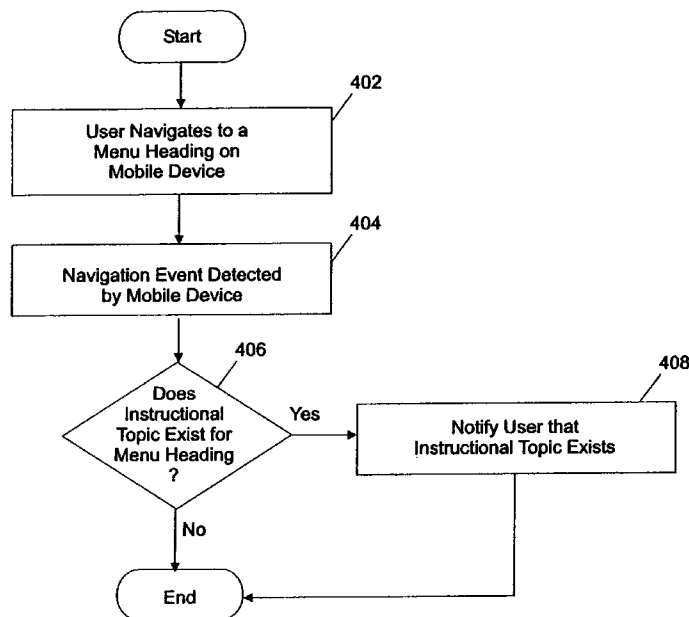 Start
402
User Navigates to a
Menu Heading on
Mobile Device
404
Navigation Event Detected
by Mobile Device
406
Does
Instructional
Topic Exist for
Menu Heading
?
Yes
408
Notify User that
Instructional Topic Exists
No
End